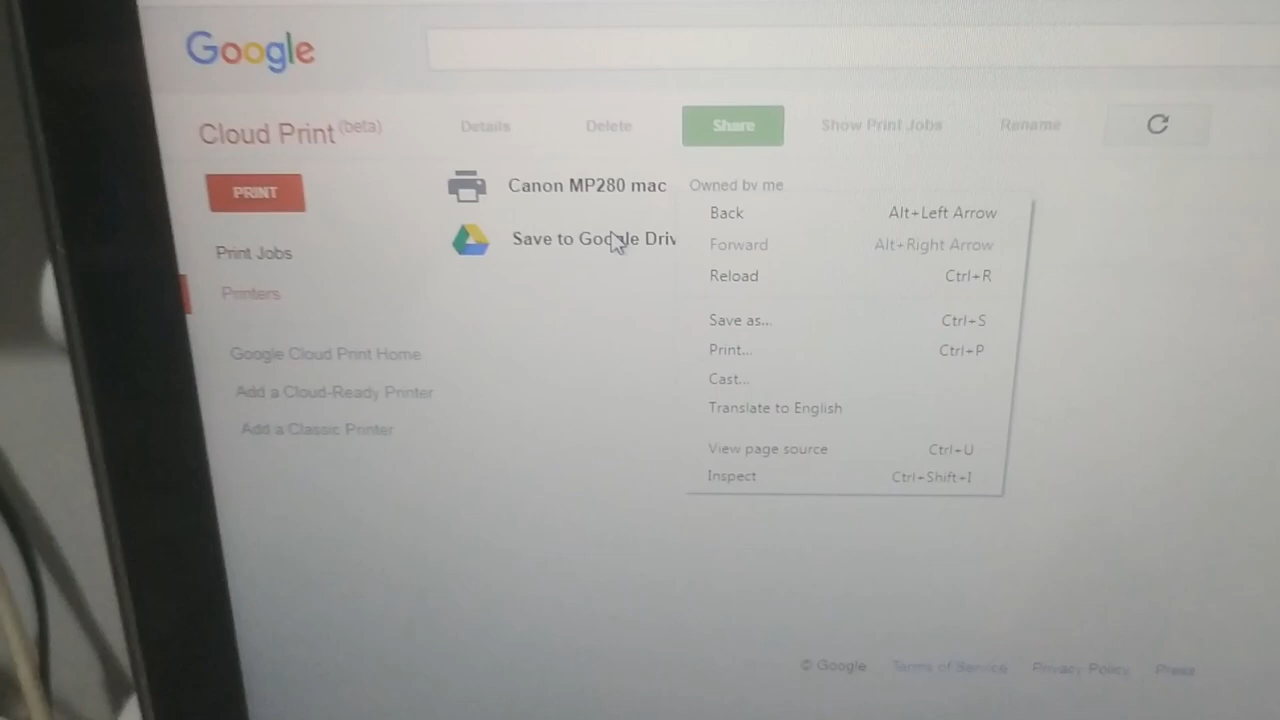 Google
Cloud Print (beta)
Details Delete Share Show Print Jobs Rename
PRINT
Canon MP280 mac Owned by me
Save to Google Driv
Print Jobs
Printers
Google Cloud Print Home
Add a Cloud-Ready Printer
Add a Classic Printer
Back Alt+Left Arrow
Forward Alt+Right Arrow
Reload Ctrl+R
Save as... Ctrl+S
Print... Ctrl+P
Cast...
Translate to English
View page source Ctrl+U
Inspect Ctrl+Shift+I
© Google Terms of Service Privacy Policy Press